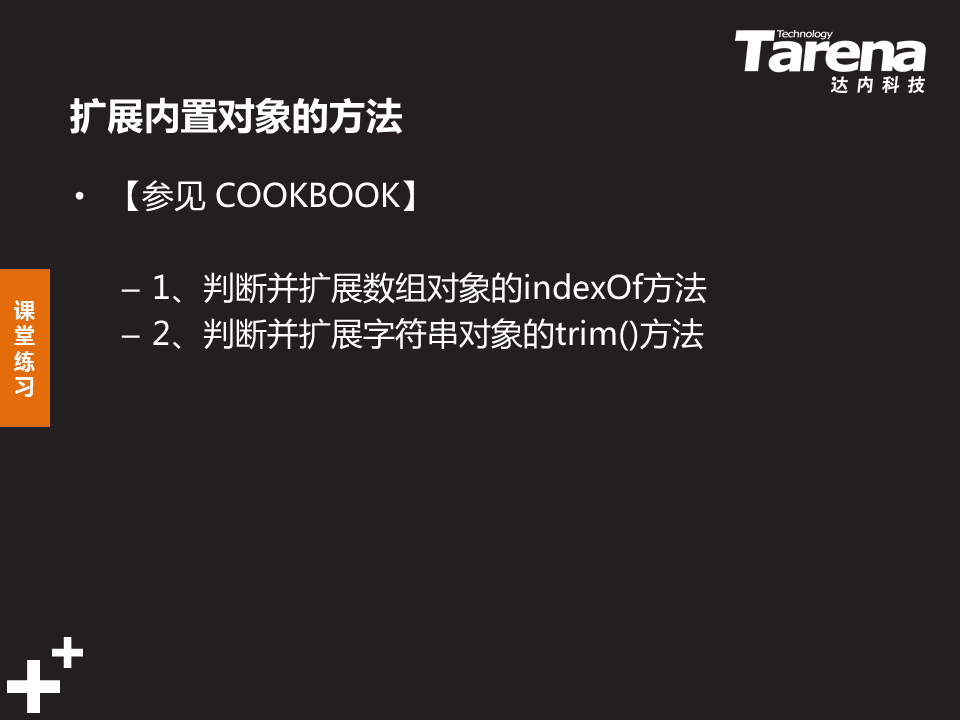 Technology
Tarena
达内科技
扩展内置对象的方法
• 【参见 COOKBOOK】
– 1、判断并扩展数组对象的indexOf方法
– 2、判断并扩展字符串对象的trim()方法
课
堂
练
习